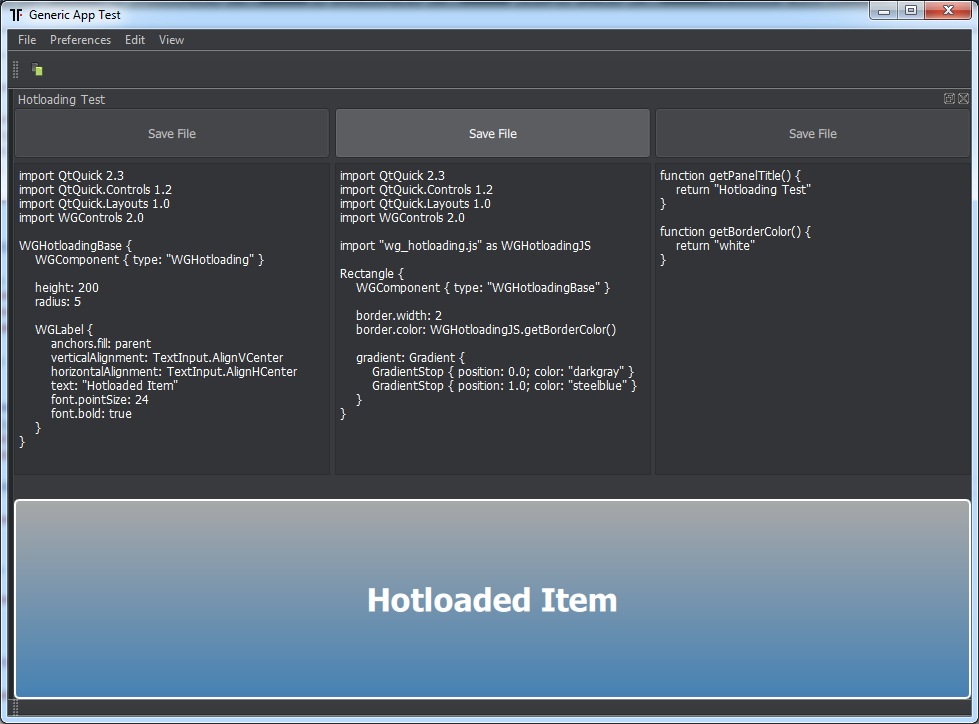 Generic App Test
File Preferences Edit View
Hotloading Test
Save File
import QtQuick 2.3
import QtQuick.Controls 1.2
import QtQuick.Layouts 1.0
import WGControls 2.0
WGHotloadingBase {
WGComponent { type: "WGHotloading" }
height: 200
radius: 5
WGLabel {
anchors.fill: parent
verticalAlignment: TextInput.AlignVCenter
horizontalAlignment: TextInput.AlignHCenter
text: "Hotloaded Item"
font.pointSize: 24
font.bold: true
}
}
Save File
import QtQuick 2.3
import QtQuick.Controls 1.2
import QtQuick.Layouts 1.0
import WGControls 2.0
import "wg_hotloading.js" as WGHotloadingJS
Rectangle {
WGComponent { type: "WGHotloadingBase" }
border.width: 2
border.color: WGHotloadingJS.getBorderColor()
gradient: Gradient {
GradientStop { position: 0.0; color: "darkgray" }
GradientStop { position: 1.0; color: "steelblue" }
}
}
Save File
function getPanelTitle() {
return "Hotloading Test"
}
function getBorderColor() {
return "white"
}
Hotloaded Item